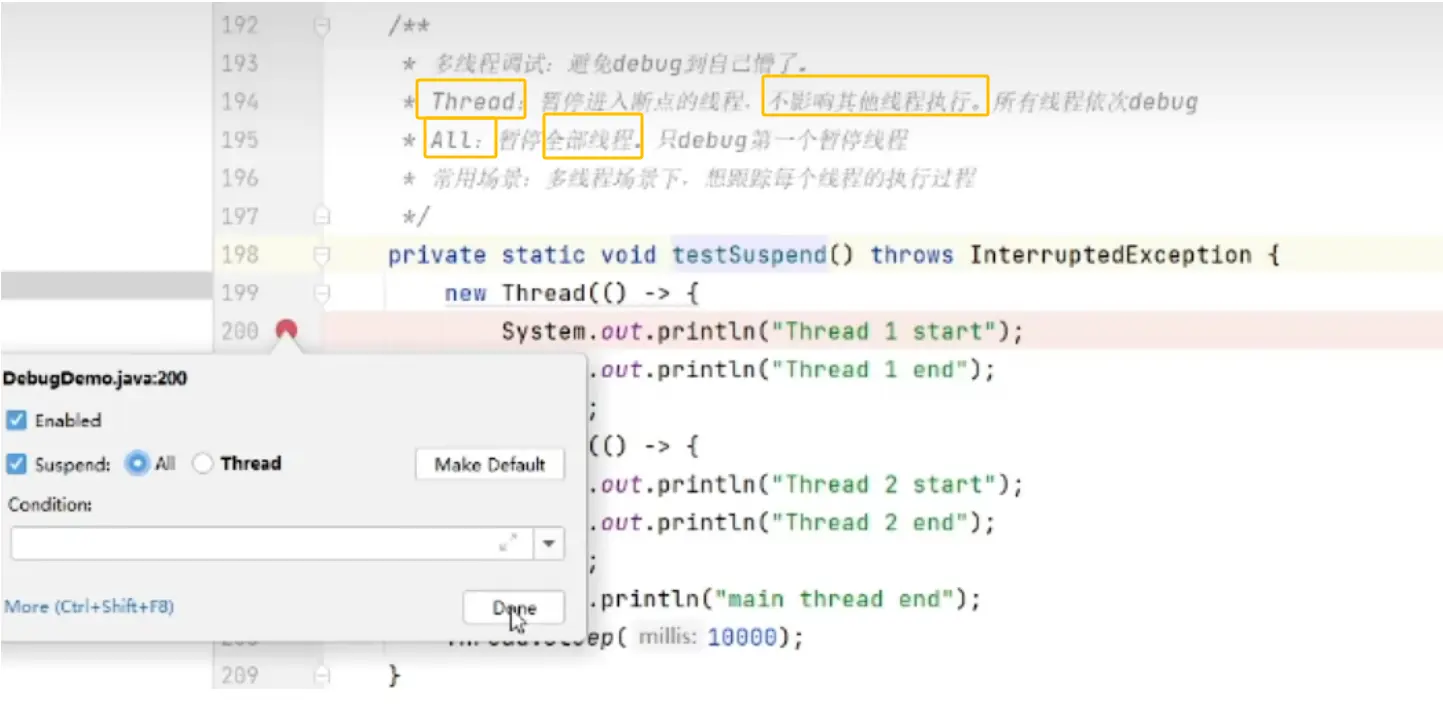 192 /**
193 * 多线程调试：避免debug到自己懵了。
194 * Thread：暂停进入断点的线程，不影响其他线程执行。所有线程依次debug
195 * All：暂停全部线程。只debug第一个暂停线程
196 * 常用场景：多线程场景下，想跟踪每个线程的执行过程
197 */
198 private static void testSuspend() throws InterruptedException {
199 new Thread(() -> {
200 System.out.println("Thread 1 start");
.out.println("Thread 1 end");
;
(() -> {
.out.println("Thread 2 start");
.out.println("Thread 2 end");
;
.println("main thread end");
ep( millis: 10000);
209 }
DebugDemo.java:200
Enabled
Suspend: All Thread Make Default
Condition:
More (Ctrl+Shift+F8) Done